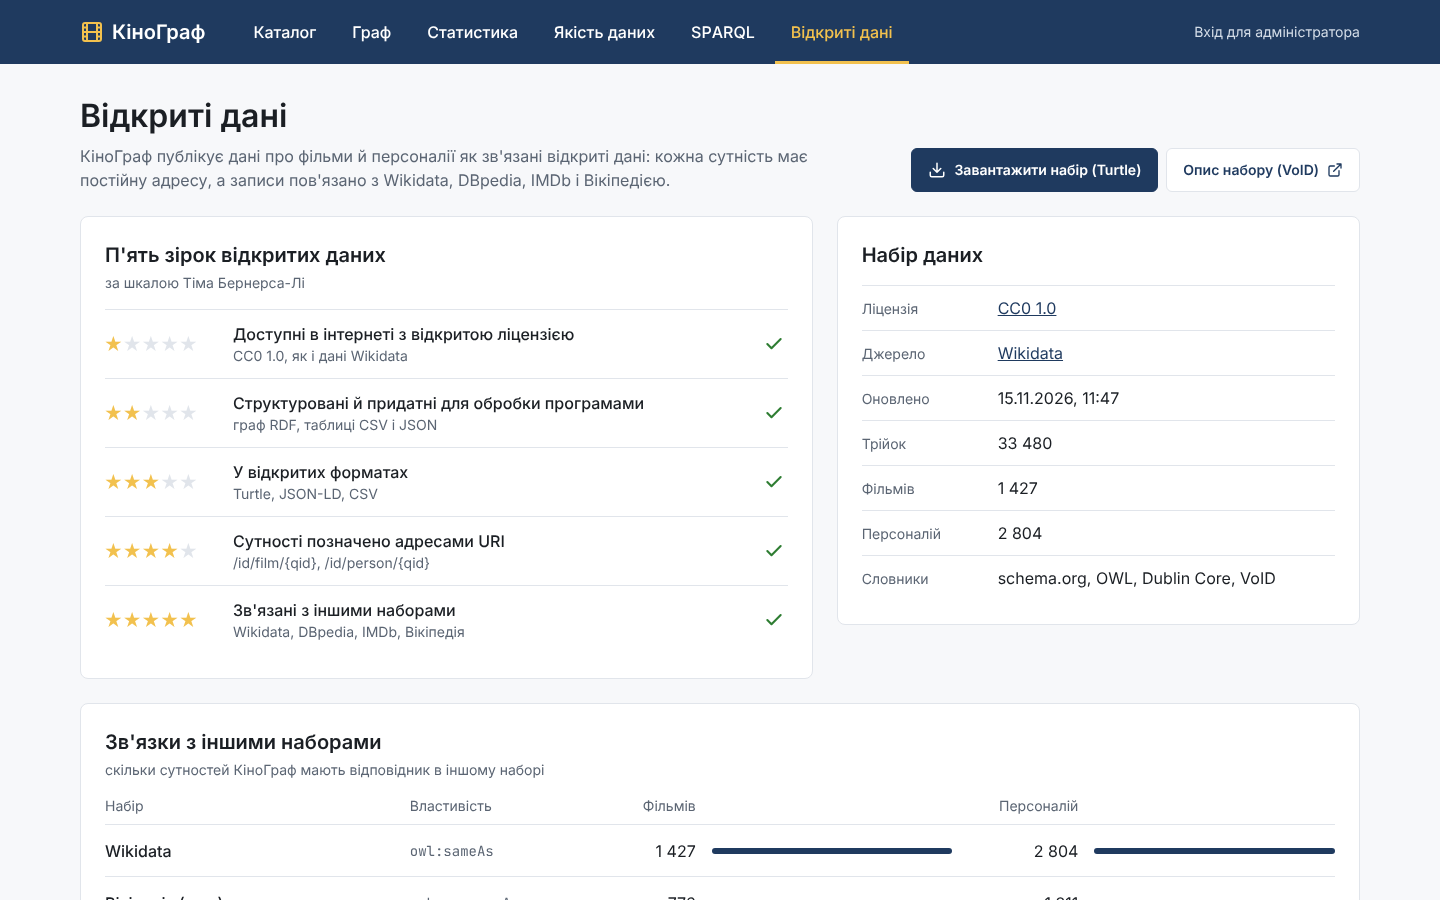 КіноГраф
Каталог
Граф
Статистика
Якість даних
SPARQL
Відкриті дані
Вхід для адміністратора
Відкриті дані
КіноГраф публікує дані про фільми й персоналії як зв'язані відкриті дані: кожна сутність має
постійну адресу, а записи пов'язано з Wikidata, DBpedia, IMDb і Вікіпедією.
Завантажити набір (Turtle)
Опис набору (VoID)
П'ять зірок відкритих даних
за шкалою Тіма Бернерса-Лі
Доступні в інтернеті з відкритою ліцензією
CC0 1.0, як і дані Wikidata
Структуровані й придатні для обробки програмами
граф RDF, таблиці CSV і JSON
У відкритих форматах
Turtle, JSON-LD, CSV
Сутності позначено адресами URI
/id/film/{qid}, /id/person/{qid}
Зв'язані з іншими наборами
Wikidata, DBpedia, IMDb, Вікіпедія
Набір даних
Ліцензія CC0 1.0
Джерело Wikidata
Оновлено 15.11.2026, 11:47
Трійок 33 480
Фільмів 1 427
Персоналій 2 804
Словники schema.org, OWL, Dublin Core, VoID
Зв'язки з іншими наборами
скільки сутностей КіноГраф мають відповідник в іншому наборі
Набір Властивість Фільмів Персоналій
Wikidata owl:sameAs 1 427 2 804